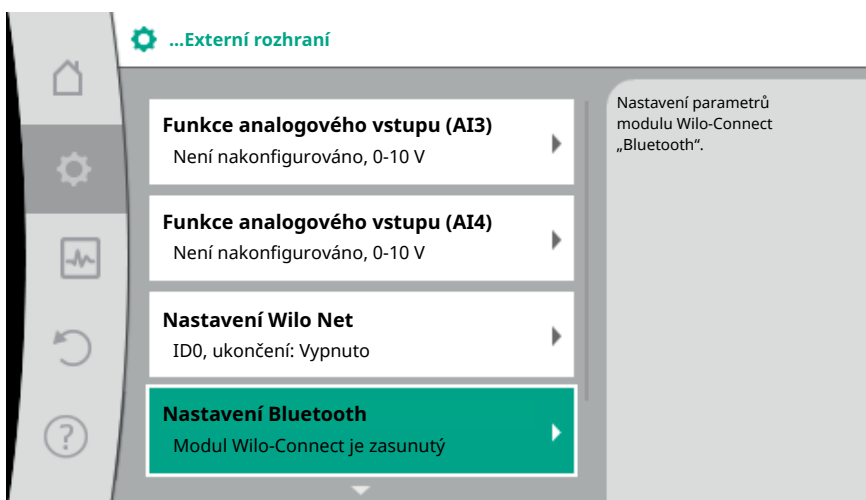 ...Externí rozhraní
Funkce analogového vstupu (AI3)
Není nakonfigurováno, 0-10 V
Funkce analogového vstupu (AI4)
Není nakonfigurováno, 0-10 V
Nastavení Wilo Net
ID0, ukončení: Vypnuto
Nastavení Bluetooth
Modul Wilo-Connect je zasunutý
Nastavení parametrů
modulu Wilo-Connect
„Bluetooth“.